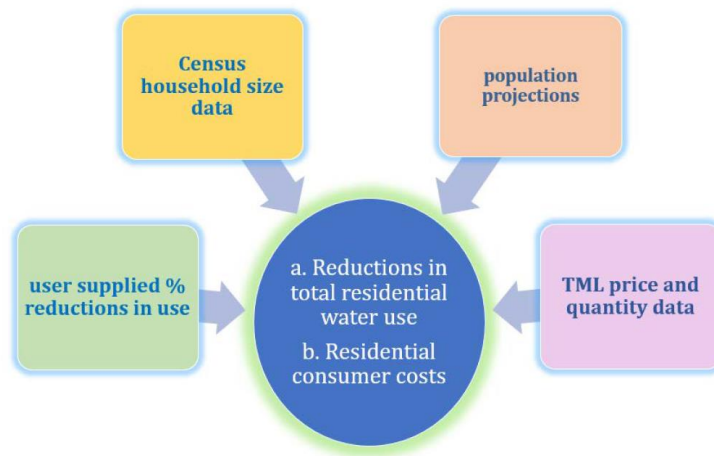 Census
household size
data
population
projections
user supplied %
reductions in use
a. Reductions in
total residential
water use
b. Residential
consumer costs
TML price and
quantity data